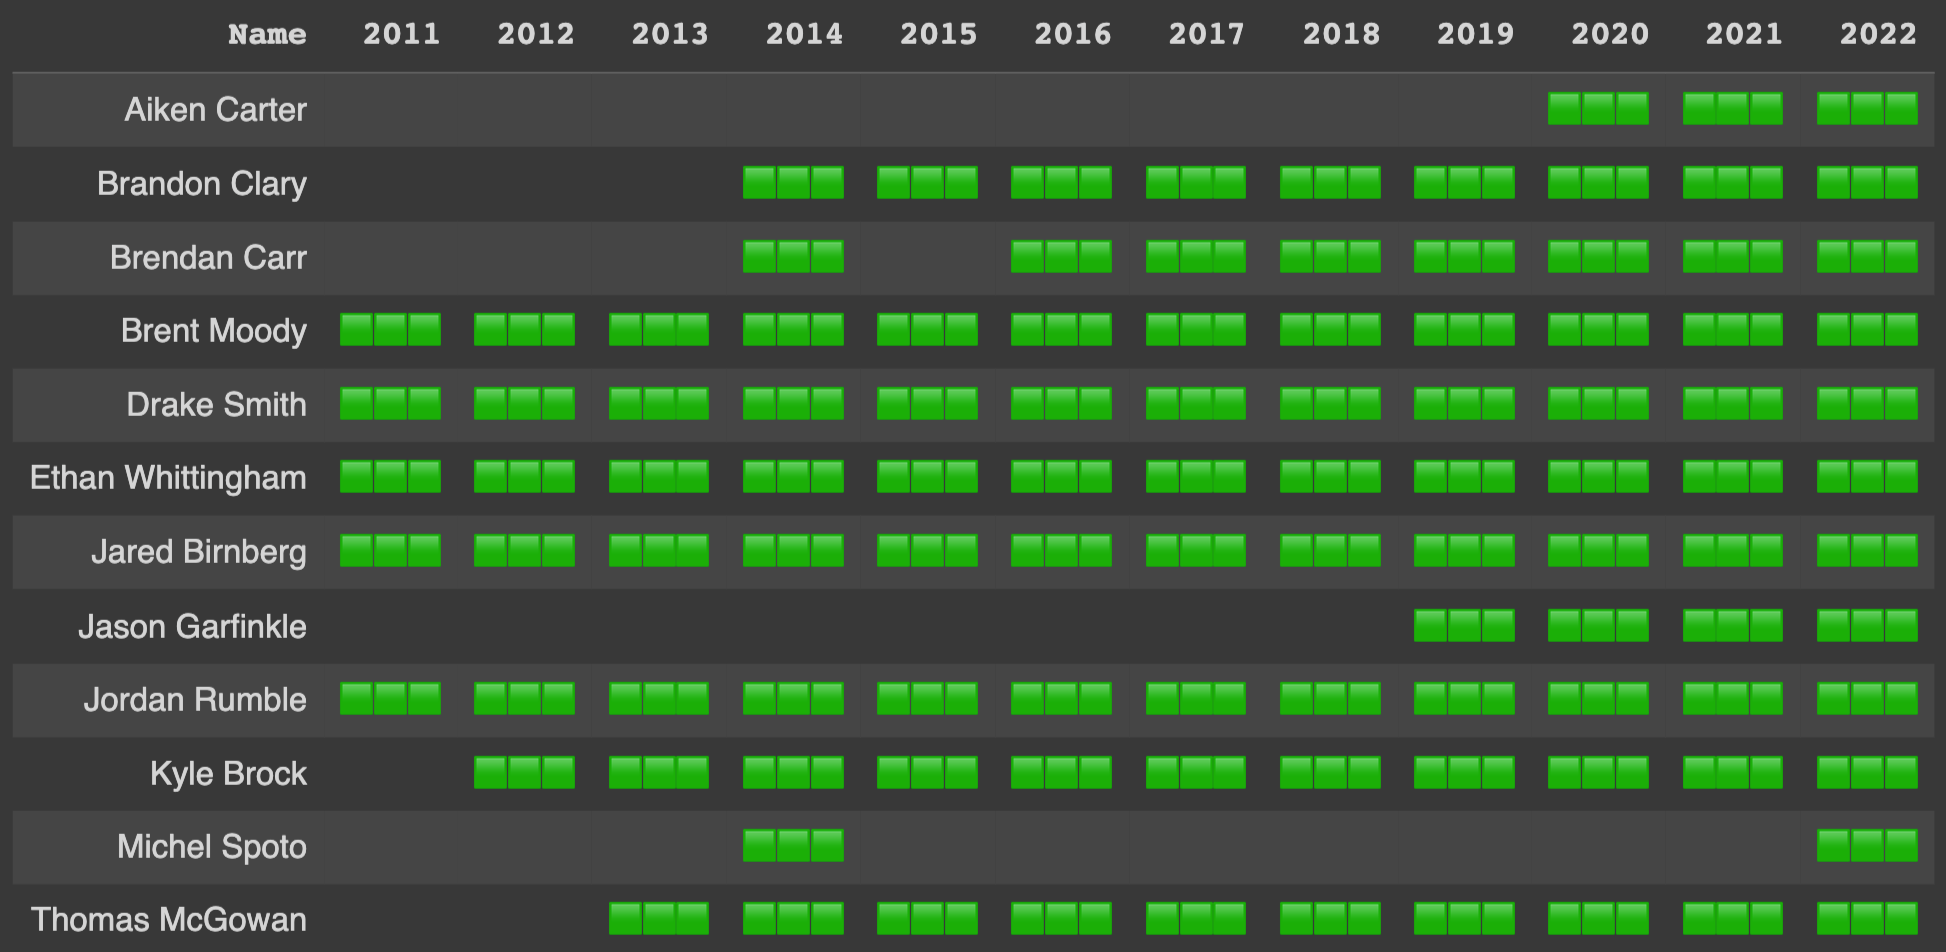 Name 2011 2012 2013 2014 2015 2016 2017 2018 2019 2020 2021 2022
Aiken Carter
Brandon Clary
Brendan Carr
Brent Moody
Drake Smith
Ethan Whittingham
Jared Birnberg
Jason Garfinkle
Jordan Rumble
Kyle Brock
Michel Spoto
Thomas McGowan